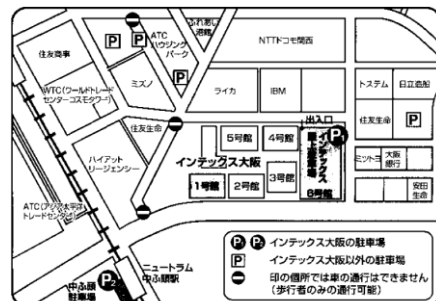 住友商事
P
ATC
ハウジング
パーク
P
P
ふれあい
港館
NTTドコモ関西
WTC(ワールドトレード
センターコスモタワー)
ミズノ
ライカ
IBM
トステム
日立造船
住友生命
P
住友生命
出入口
P
5号館
4号館
インテックス大阪
屋上駐車場
ハイアット
リージェンシー
インテックス大阪
1号館
2号館
3号館
6号館
ミツトヨ
大阪
銀行
安田
生命
ATC(アジア太平洋
トレードセンター)
ニュートラム
中ふ頭駅
P2
中ふ頭
駐車場
P1 P2 インテックス大阪の駐車場
P インテックス大阪以外の駐車場
印の個所では車の通行はできません
(歩行者のみの通行可能)